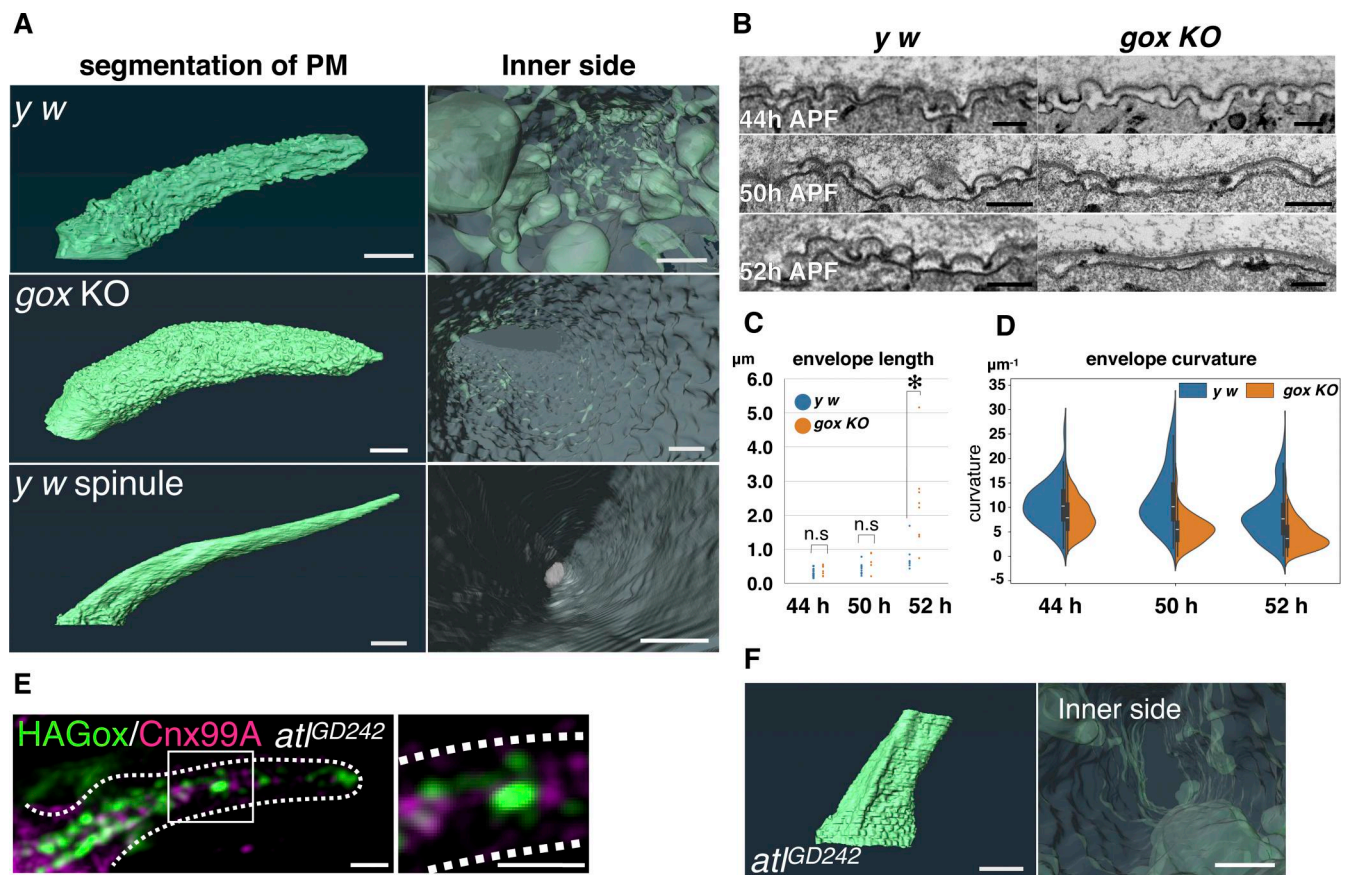 A
segmentation of PM
Inner side
y w
gox KO
y w spinule
B
y w
gox KO
44h APF
50h APF
52h APF
C
µm
envelope length
6.0
5.0
4.0
3.0
2.0
1.0
0.0
y w
gox KO
n.s
n.s
*
44 h
50 h
52 h
D
µm-1
envelope curvature
y w
gox KO
curvature
35
30
25
20
15
10
5
0
-5
44 h
50 h
52 h
E
HAGox/Cnx99A
atlGD242
F
atlGD242
Inner side